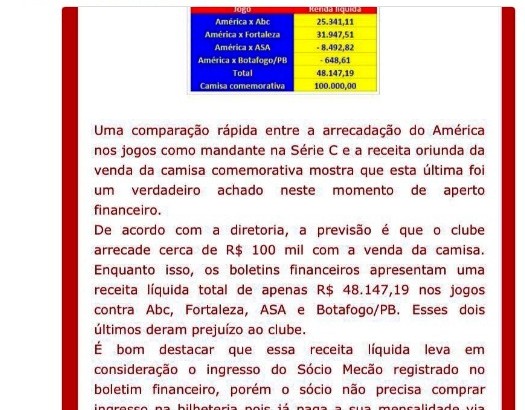 Jogo Renda líquida
América x Abc 25.341,11
América x Fortaleza 31.947,51
América x ASA - 8.492,82
América x Botafogo/PB - 648,61
Total 48.147,19
Camisa comemorativa 100.000,00
Uma comparação rápida entre a arrecadação do América
nos jogos como mandante na Série C e a receita oriunda da
venda da camisa comemorativa mostra que esta última foi
um verdadeiro achado neste momento de aperto
financeiro.
De acordo com a diretoria, a previsão é que o clube
arrecade cerca de R$ 100 mil com a venda da camisa.
Enquanto isso, os boletins financeiros apresentam uma
receita líquida total de apenas R$ 48.147,19 nos jogos
contra Abc, Fortaleza, ASA e Botafogo/PB. Esses dois
últimos deram prejuízo ao clube.
É bom destacar que essa receita líquida leva em
consideração o ingresso do Sócio Mecão registrado no
boletim financeiro, porém o sócio não precisa comprar
ingresso na bilheteria pois já paga a sua mensalidade via